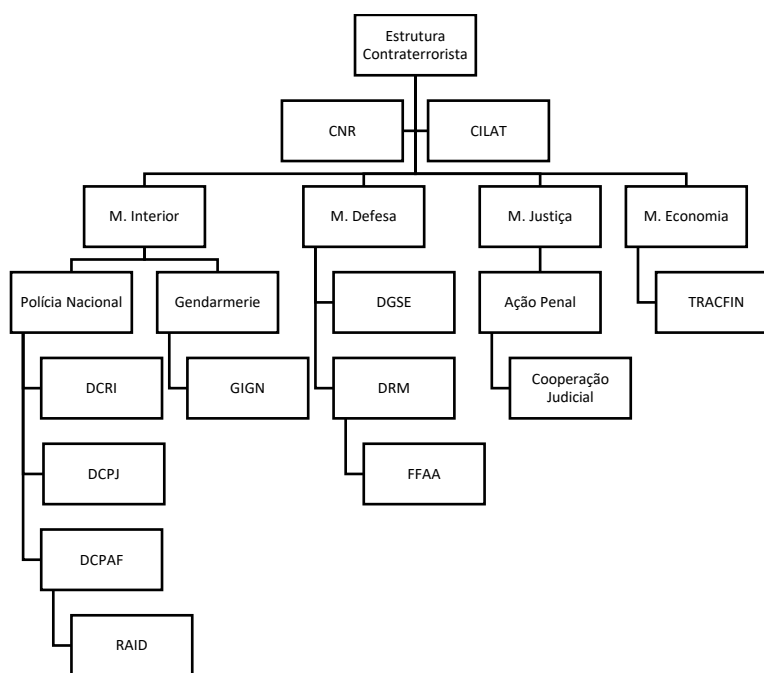 Estrutura
Contraterrorista
CNR
CILAT
M. Interior
M. Defesa
M. Justiça
M. Economia
Polícia Nacional
Gendarmerie
DGSE
Ação Penal
TRACFIN
DCRI
GIGN
DRM
Cooperação
Judicial
DCPJ
FFAA
DCPAF
RAID